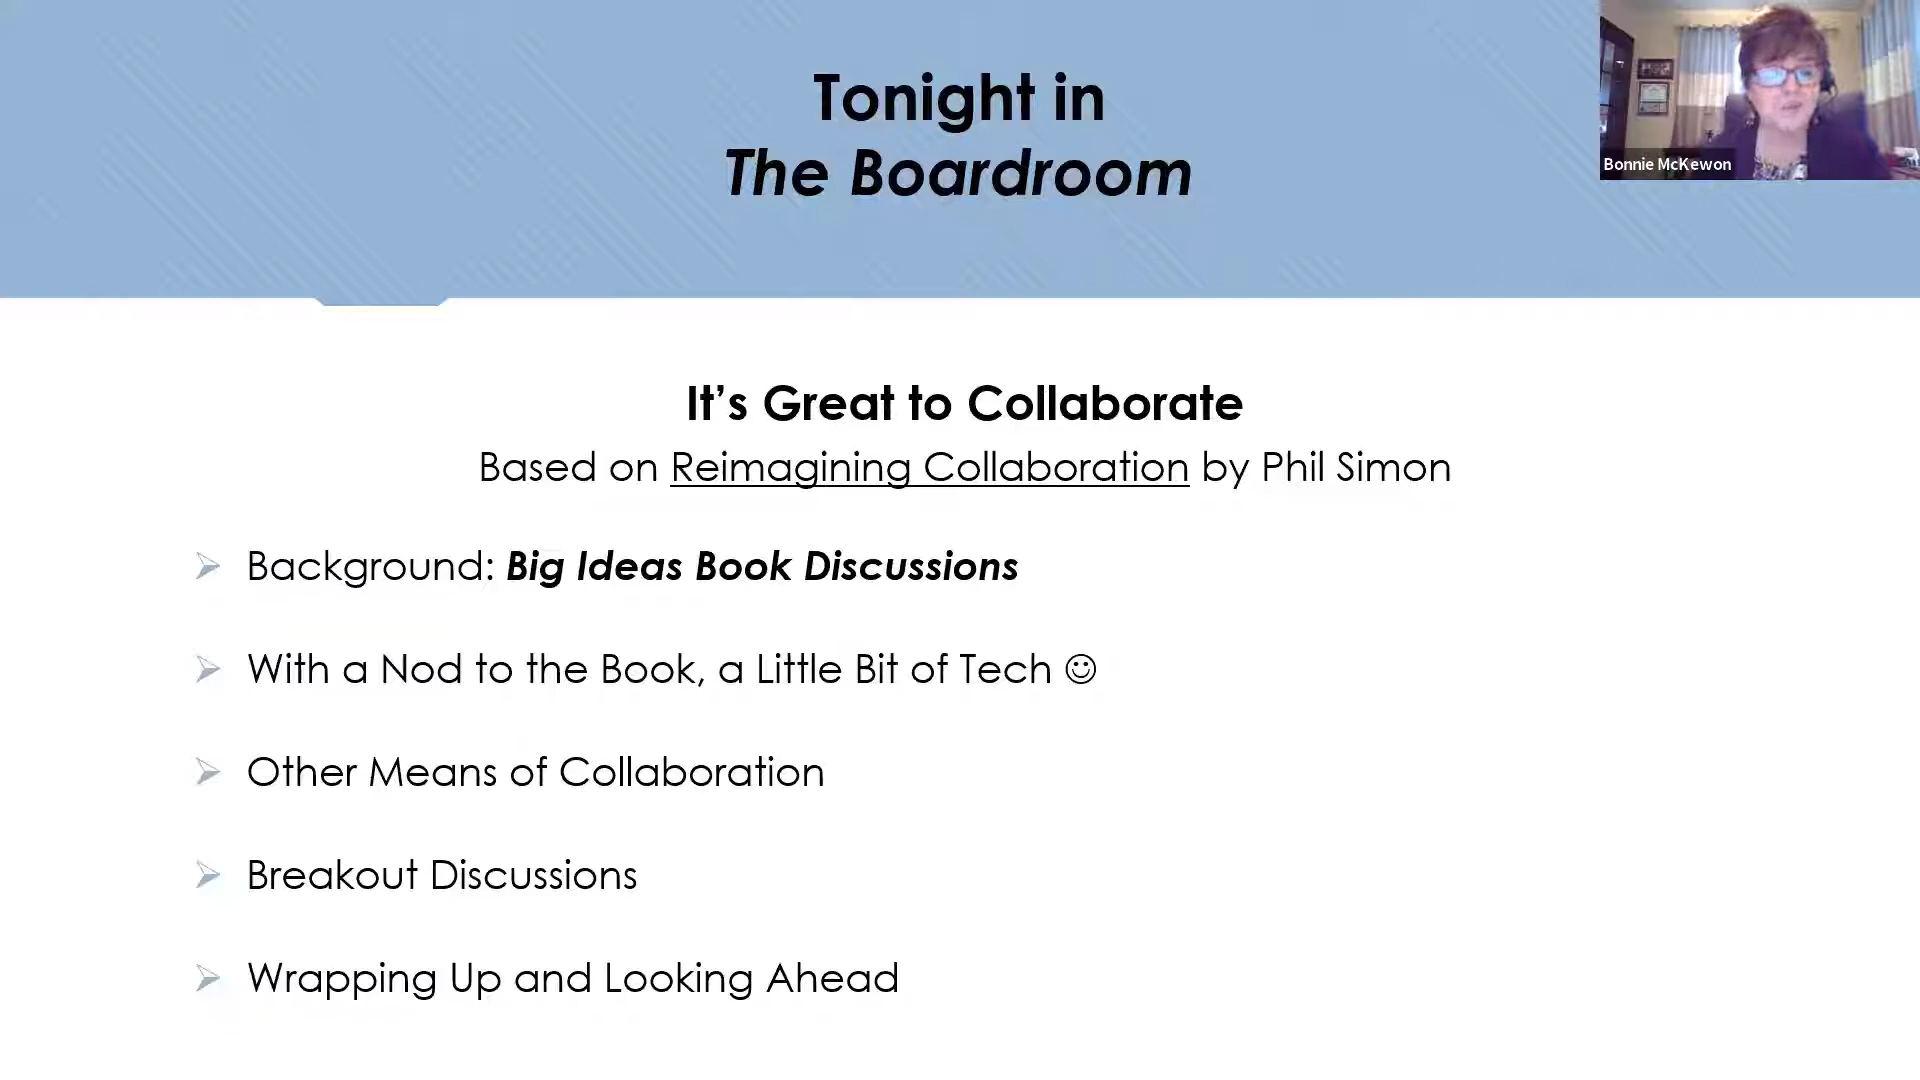 Tonight in
The Boardroom
Bonnie McKewon
It’s Great to Collaborate
Based on Reimagining Collaboration by Phil Simon
Background: Big Ideas Book Discussions
With a Nod to the Book, a Little Bit of Tech ☺
Other Means of Collaboration
Breakout Discussions
Wrapping Up and Looking Ahead